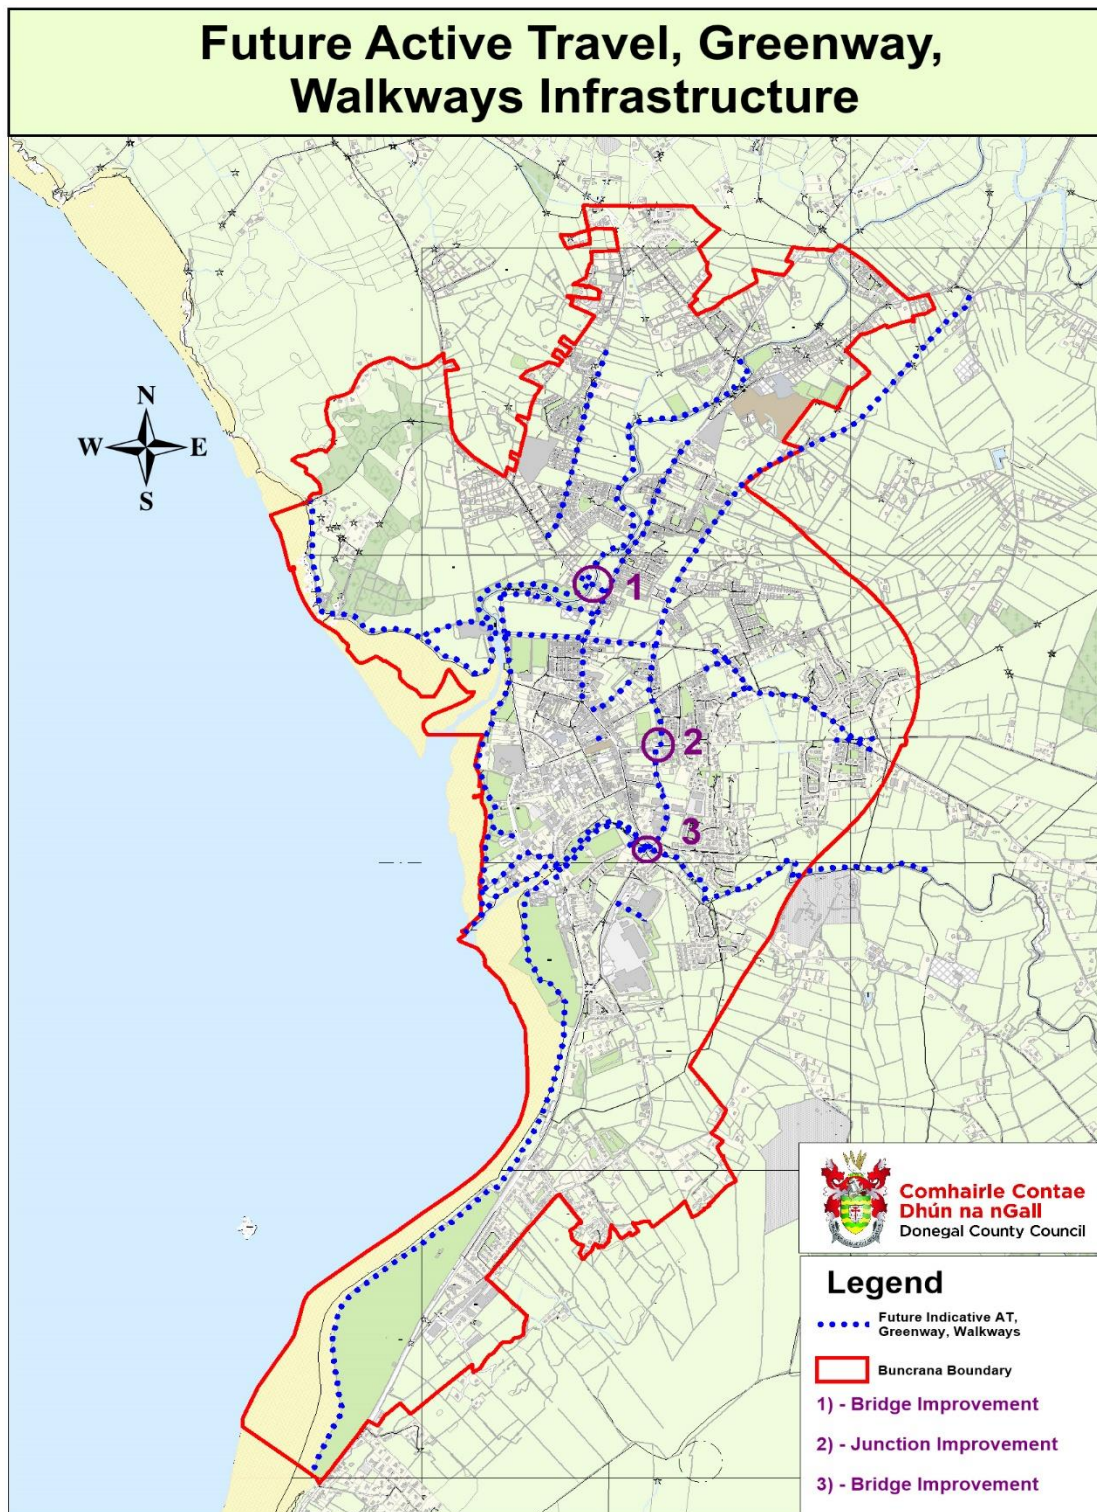 Future Active Travel, Greenway,
Walkways Infrastructure
N
W E
S
1
2
3
Comhairle Contae
Dhún na nGall
Donegal County Council
Legend
Future Indicative AT,
Greenway, Walkways
Buncrana Boundary
1) - Bridge Improvement
2) - Junction Improvement
3) - Bridge Improvement